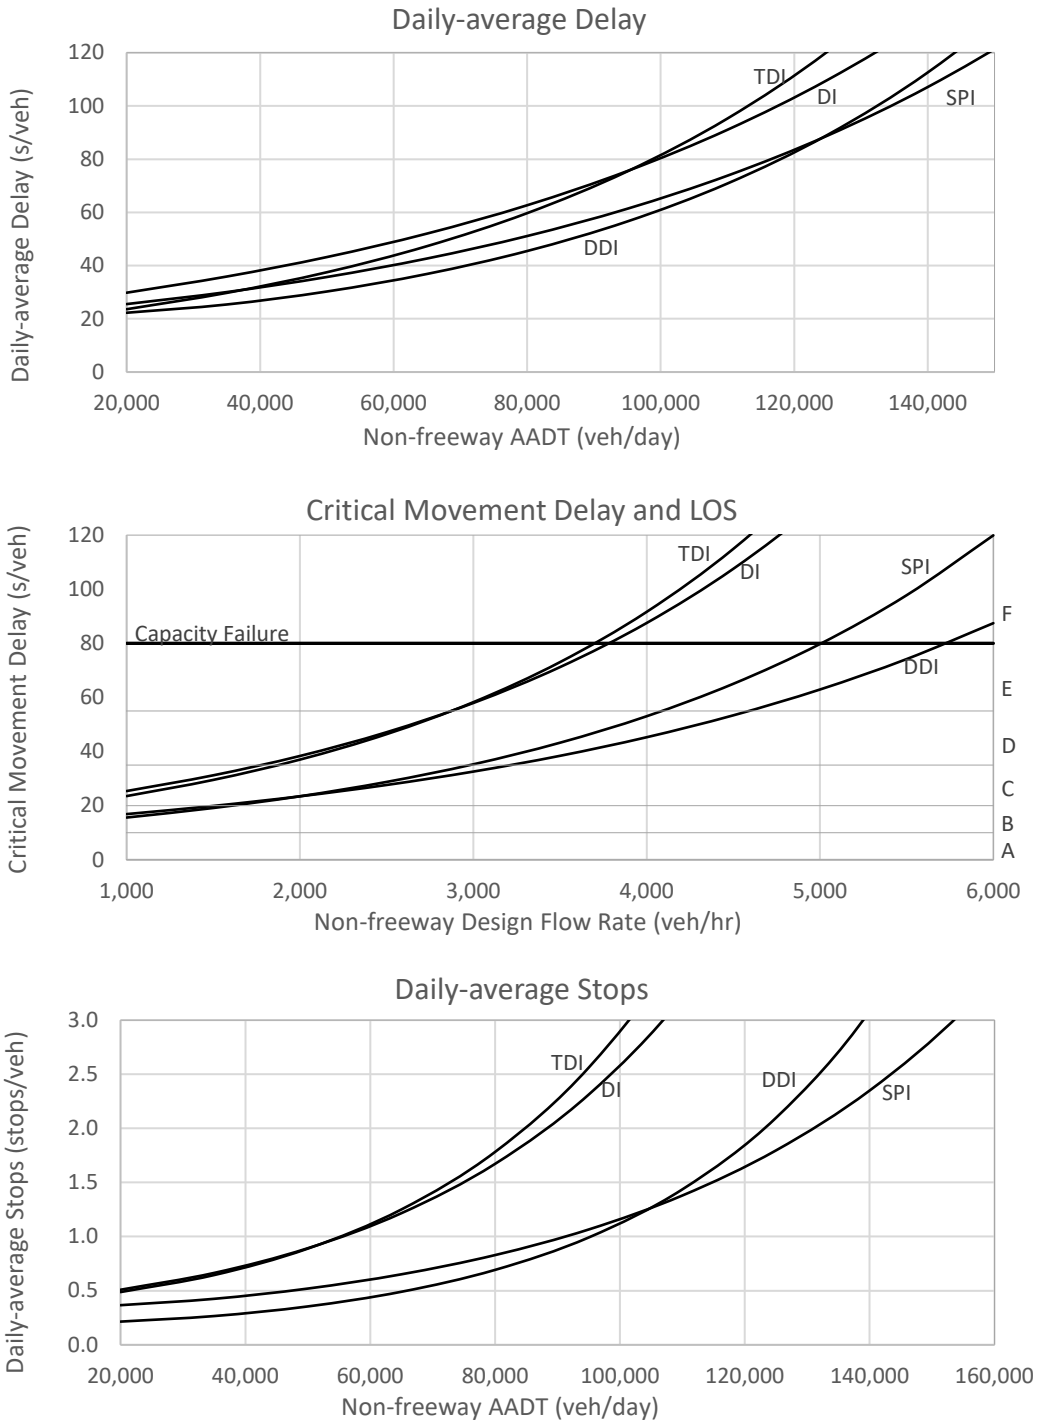 Daily-average Delay
Daily-average Delay (s/veh)
120
100
80
60
40
20
0
TDI
DI
SPI
DDI
20,000 40,000 60,000 80,000 100,000 120,000 140,000
Non-freeway AADT (veh/day)
Critical Movement Delay and LOS
Critical Movement Delay (s/veh)
120
100
80
60
40
20
0
TDI
DI
SPI
Capacity Failure
DDI
F
E
D
C
B
A
1,000 2,000 3,000 4,000 5,000 6,000
Non-freeway Design Flow Rate (veh/hr)
Daily-average Stops
Daily-average Stops (stops/veh)
3.0
2.5
2.0
1.5
1.0
0.5
0.0
TDI
DI
DDI
SPI
20,000 40,000 60,000 80,000 100,000 120,000 140,000 160,000
Non-freeway AADT (veh/day)